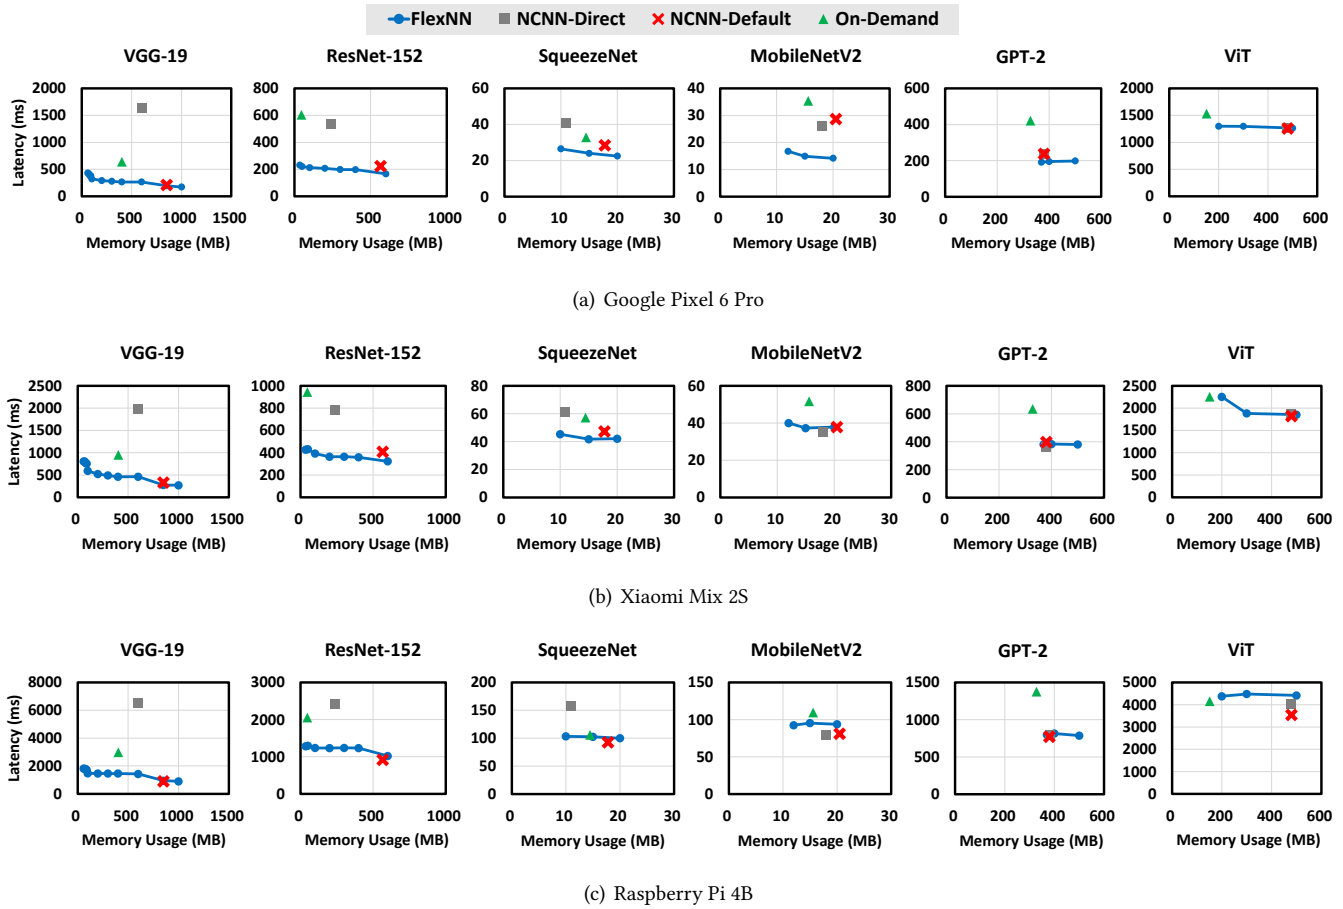 FlexNN NCNN-Direct NCNN-Default On-Demand
VGG-19 ResNet-152 SqueezeNet MobileNetV2 GPT-2 ViT
Latency (ms)
2000 800 60 40 600 2000
1500 600 40 30 400 1500
1000 400 20 20 200 1000
500 200 0 10 0 500
0 0 0 0
0 500 1000 1500 0 500 1000 0 10 20 30 0 10 20 30 0 200 400 600 0 200 400 600
Memory Usage (MB) Memory Usage (MB) Memory Usage (MB) Memory Usage (MB) Memory Usage (MB) Memory Usage (MB)
(a) Google Pixel 6 Pro
VGG-19 ResNet-152 SqueezeNet MobileNetV2 GPT-2 ViT
Latency (ms)
2500 1000 80 60 800 2500
2000 800 60 40 600 2000
1500 600 40 20 400 1500
1000 400 20 0 200 1000
500 200 0 0 500
0 0 0
0 500 1000 1500 0 500 1000 0 10 20 30 0 10 20 30 0 200 400 600 0 200 400 600
Memory Usage (MB) Memory Usage (MB) Memory Usage (MB) Memory Usage (MB) Memory Usage (MB) Memory Usage (MB)
(b) Xiaomi Mix 2S
VGG-19 ResNet-152 SqueezeNet MobileNetV2 GPT-2 ViT
Latency (ms)
8000 3000 200 150 1500 5000
6000 2000 150 100 1000 4000
4000 1000 100 50 500 3000
2000 0 50 0 0 2000
0 0 1000
0
0 500 1000 1500 0 500 1000 0 10 20 30 0 10 20 30 0 200 400 600 0 200 400 600
Memory Usage (MB) Memory Usage (MB) Memory Usage (MB) Memory Usage (MB) Memory Usage (MB) Memory Usage (MB)
(c) Raspberry Pi 4B